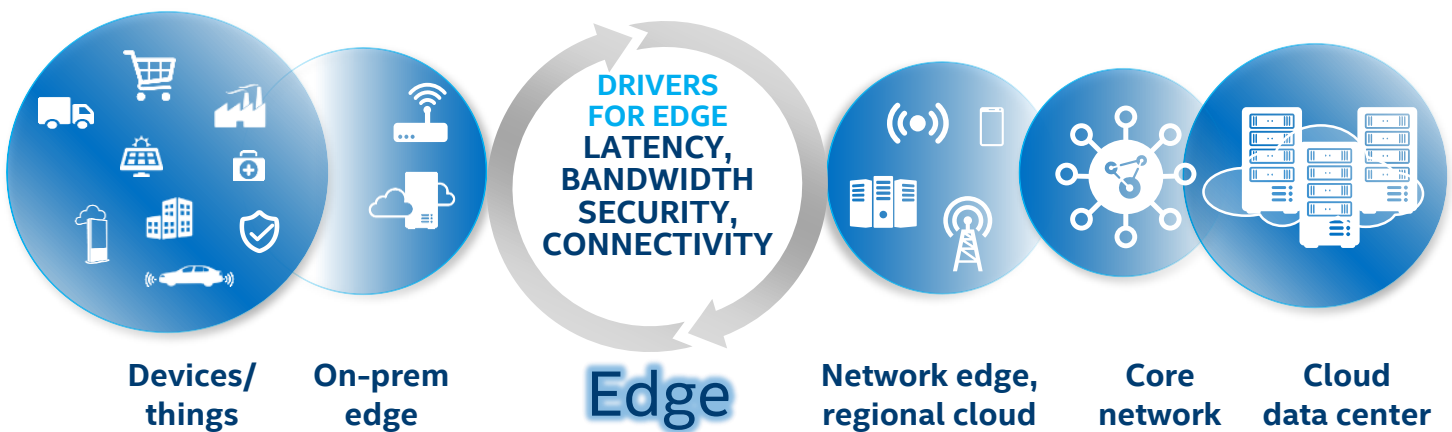 DRIVERS
FOR EDGE
LATENCY,
BANDWIDTH
SECURITY,
CONNECTIVITY
Devices/
things
On-prem
edge
Edge
Network edge,
regional cloud
Core
network
Cloud
data center